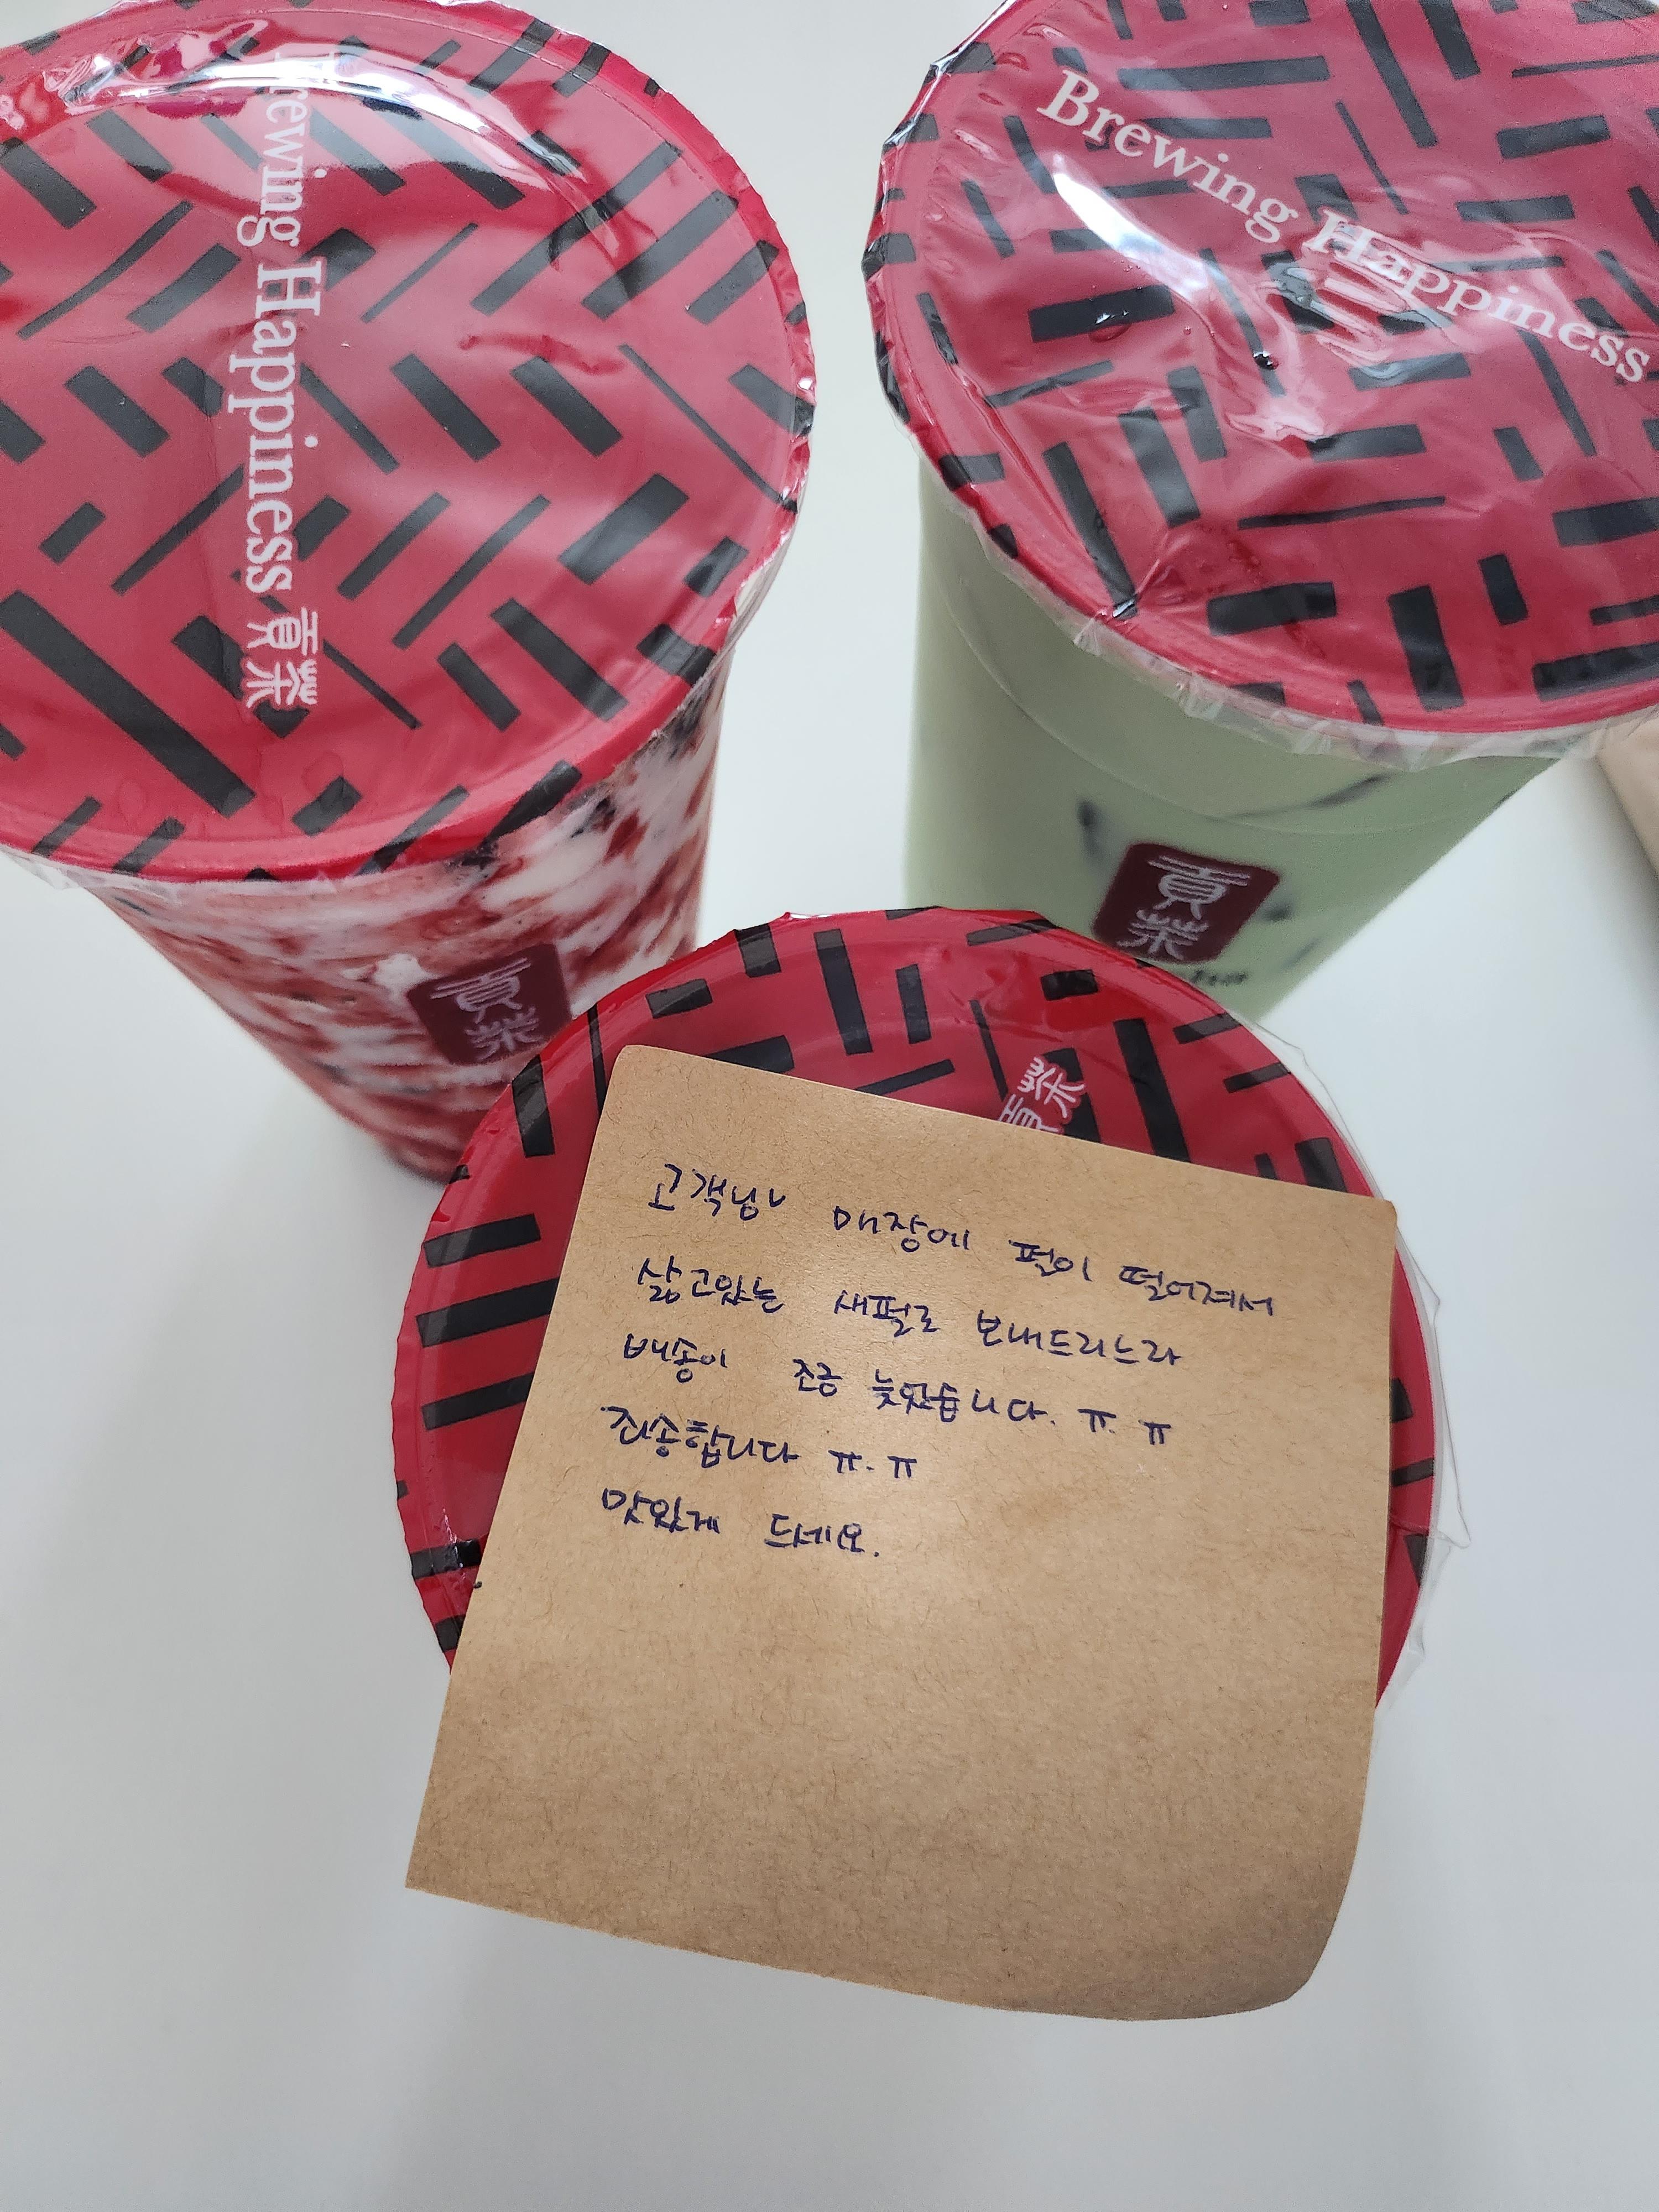 Brewing Happiness 貢茶
Brewing Happiness
貢茶
貢茶
貢茶
고객님~ 매장에 펄이 떨어져서
삶고있는 새펄로 보내드리느라
배송이 조금 늦었습니다. ㅠ.ㅠ
죄송합니다 ㅠ.ㅠ
맛있게 드세요.